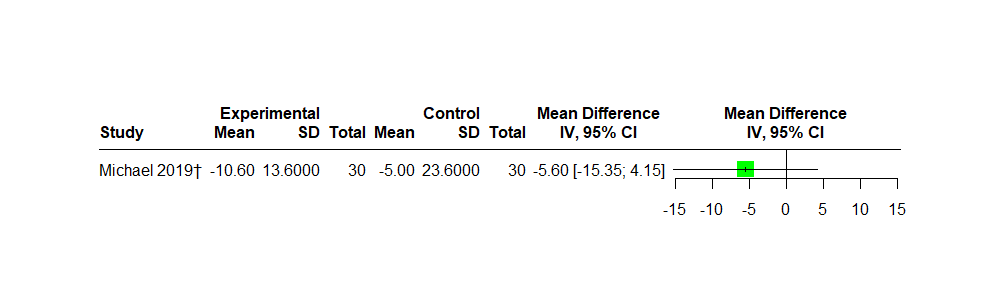 Experimental Control Mean Difference Mean Difference
Study Mean SD Total Mean SD Total IV, 95% CI IV, 95% CI
Michael 2019† -10.60 13.6000 30 -5.00 23.6000 30 -5.60 [-15.35; 4.15]
-15 -10 -5 0 5 10 15